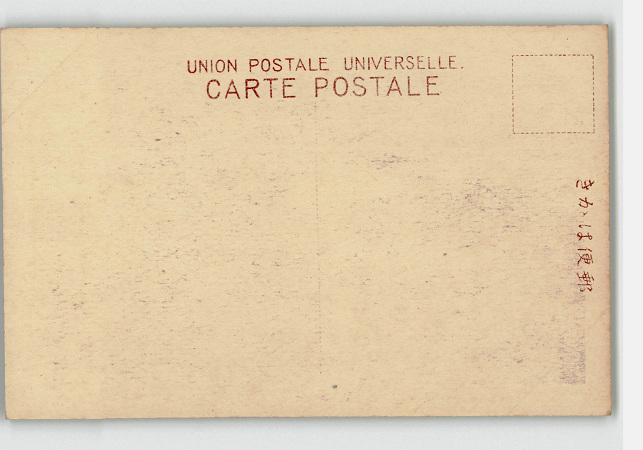 UNION POSTALE UNIVERSELLE.
CARTE POSTALE
きかは便郵